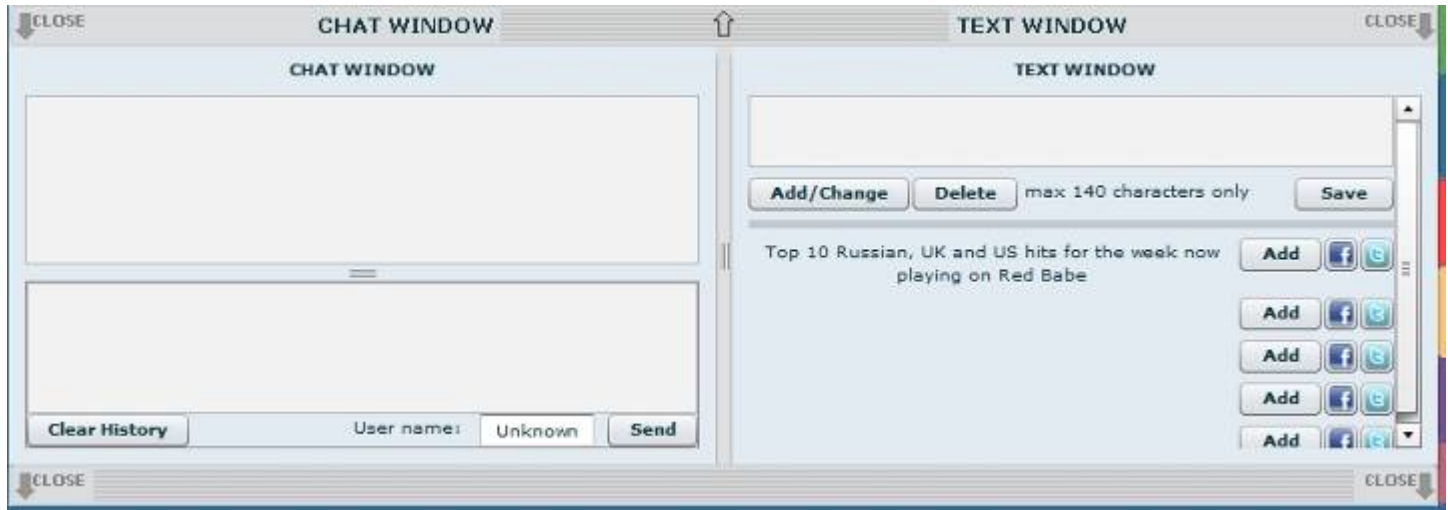 CLOSE CHAT WINDOW TEXT WINDOW CLOSE
CHAT WINDOW
Clear History User name: Unknown Send
TEXT WINDOW
Add/Change Delete max 140 characters only Save
Top 10 Russian, UK and US hits for the week now Add
playing on Red Babe
Add
Add
Add
Add
CLOSE CLOSE